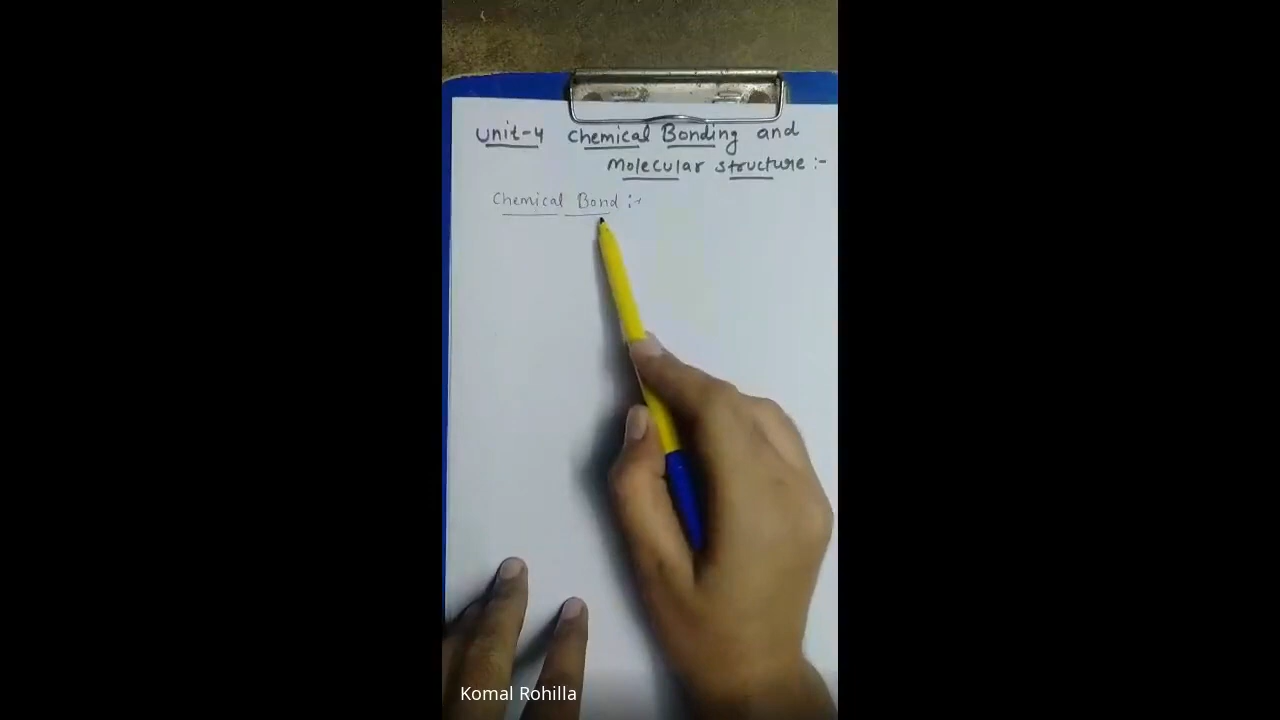 Unit-4 Chemical Bonding and
Molecular structure :-
Chemical Bond :-
Komal Rohilla